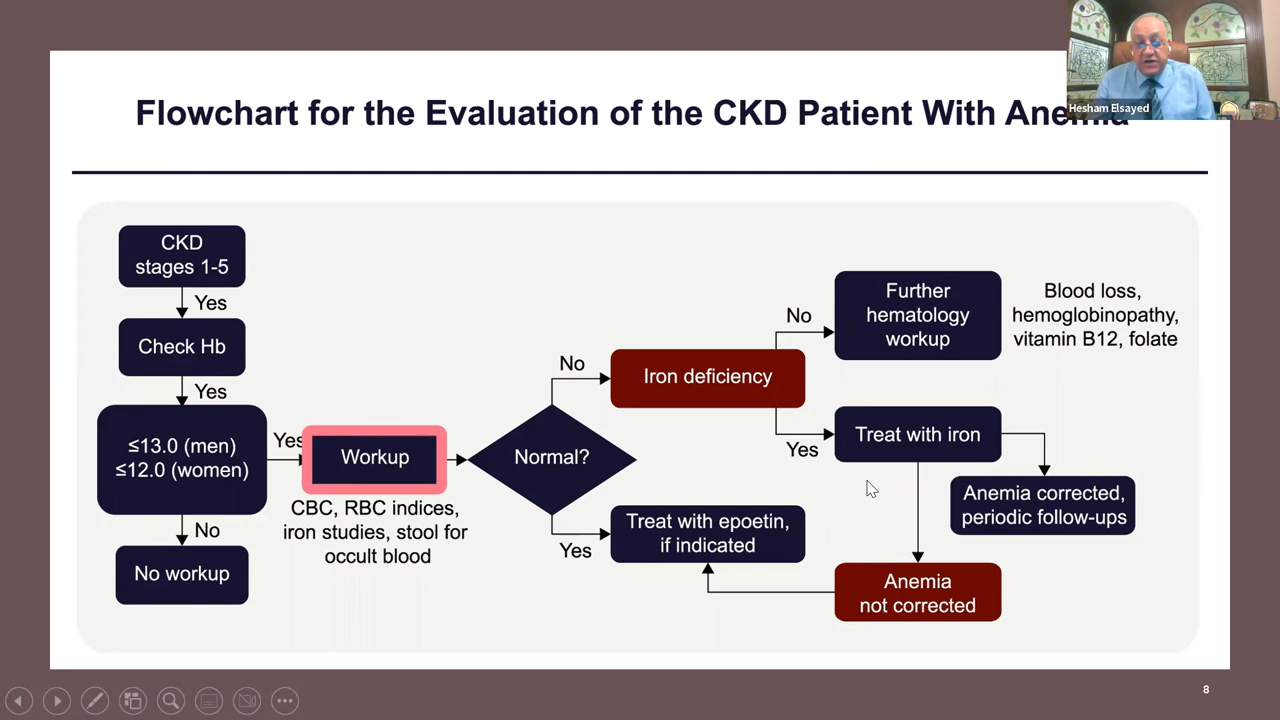 Hesham Elsayed
Flowchart for the Evaluation of the CKD Patient With Anemia
CKD
stages 1-5
Yes
Check Hb
Yes
≤13.0 (men)
≤12.0 (women)
Yes
No
No workup
Workup
CBC, RBC indices,
iron studies, stool for
occult blood
Normal?
No
Iron deficiency
Yes
Treat with epoetin,
if indicated
No
Further
hematology
workup
Blood loss,
hemoglobinopathy,
vitamin B12, folate
Yes
Treat with iron
Anemia corrected,
periodic follow-ups
Anemia
not corrected
8